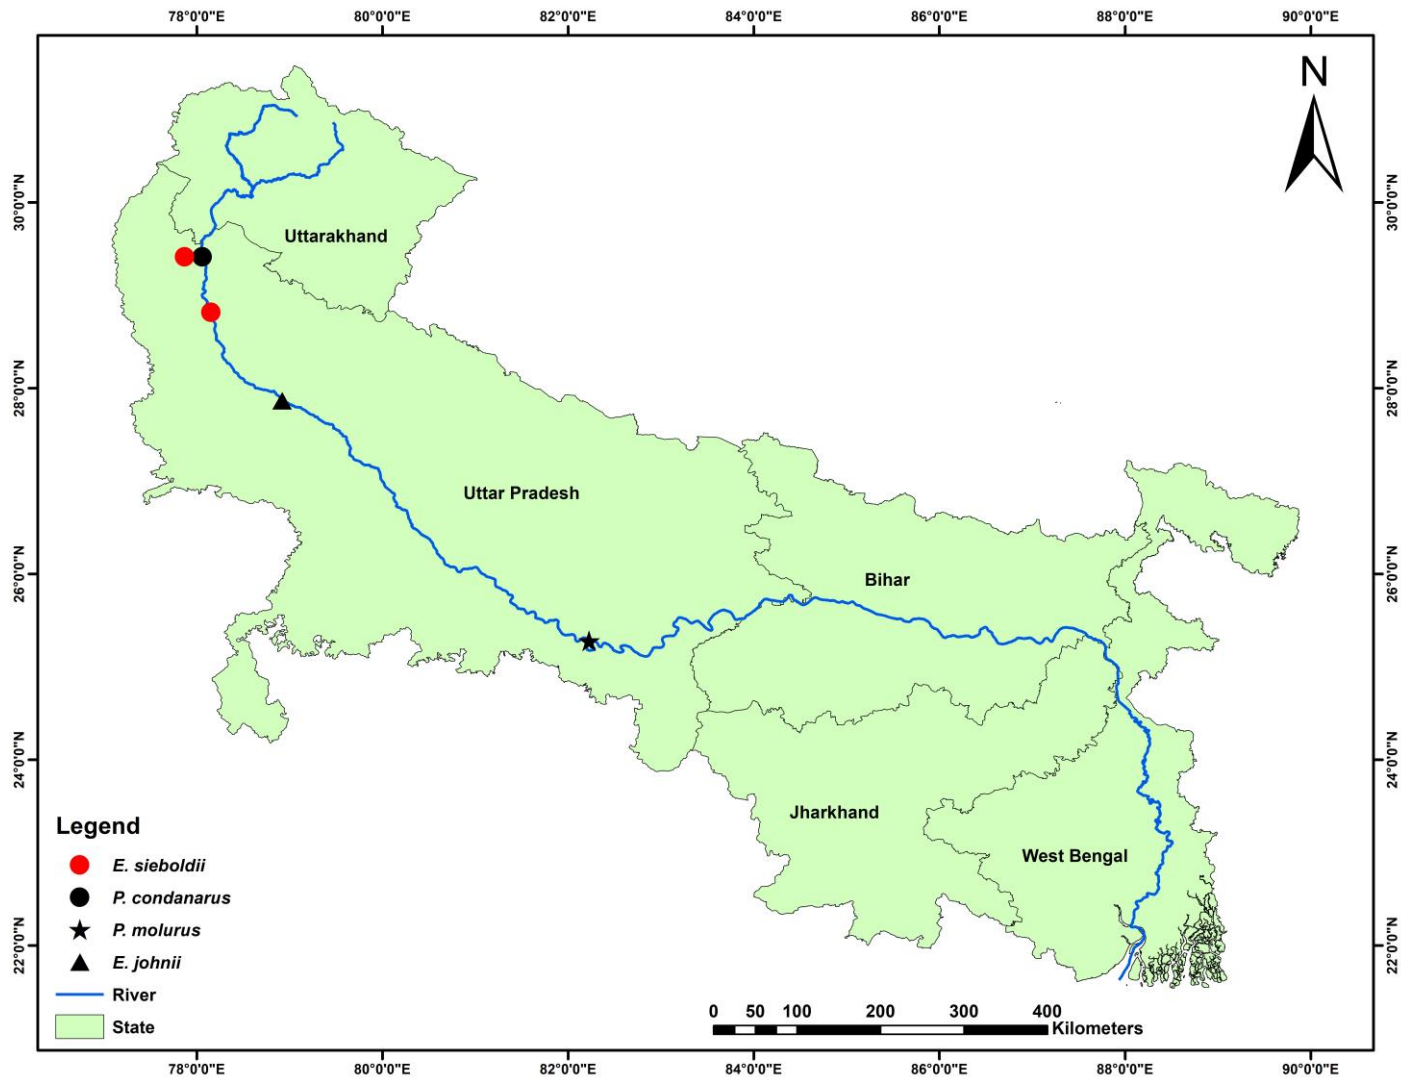 78°0'0"E 80°0'0"E 82°0'0"E 84°0'0"E 86°0'0"E 88°0'0"E 90°0'0"E
N
30°0'0"N 30°0'0"N
Uttarakhand
28°0'0"N 28°0'0"N
Uttar Pradesh
26°0'0"N 26°0'0"N
Bihar
24°0'0"N 24°0'0"N
Jharkhand
West Bengal
22°0'0"N 22°0'0"N
Legend
E. sieboldii
P. condanarus
P. molurus
E. johnii
River
State
0 50 100 200 300 400
Kilometers
78°0'0"E 80°0'0"E 82°0'0"E 84°0'0"E 86°0'0"E 88°0'0"E 90°0'0"E